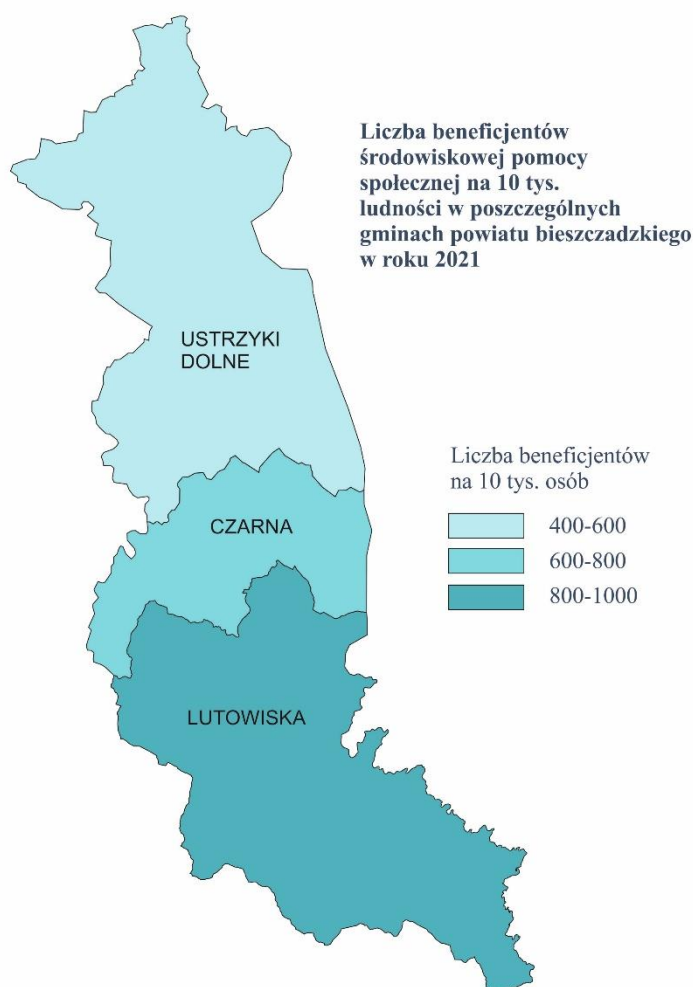 Liczba beneficjentów
środowiskowej pomocy
społecznej na 10 tys.
ludności w poszczególnych
gminach powiatu bieszczadzkiego
w roku 2021
USTRZYKI
DOLNE
Liczba beneficjentów
na 10 tys. osób
CZARNA
400-600
600-800
800-1000
LUTOWISKA